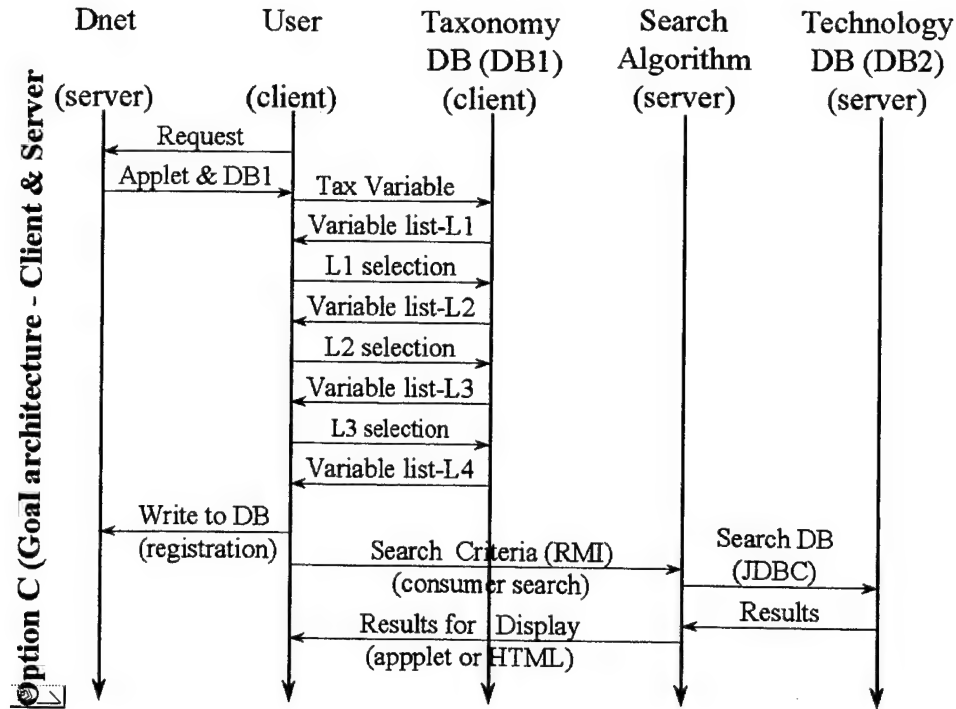 Dnet User Taxonomy Search Technology
DB (DB1) Algorithm DB (DB2)
(server) (client) (client) (server) (server)
Option C (Goal architecture - Client & Server
Request
Applet & DB1
Tax Variable
Variable list-L1
L1 selection
Variable list-L2
L2 selection
Variable list-L3
L3 selection
Variable list-L4
Write to DB
(registration)
Search Criteria (RMI)
(consumer search)
Search DB
(JDBC)
Results
Results for Display
(appplet or HTML)